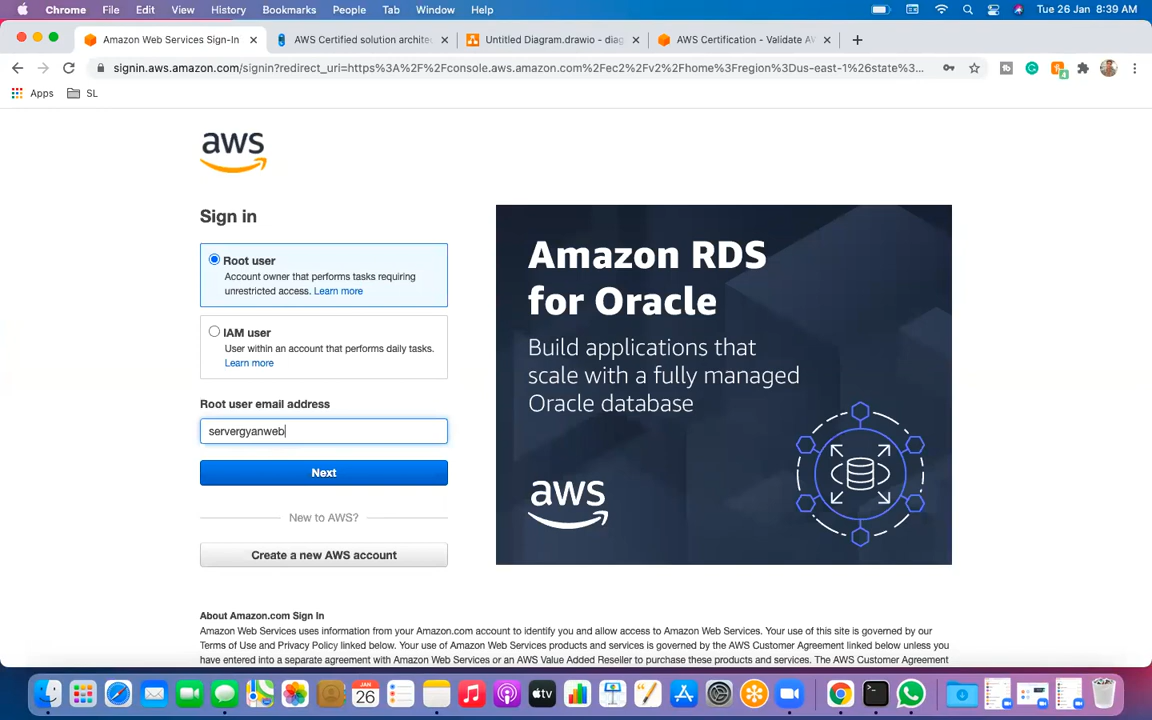 Chrome File Edit View History Bookmarks People Tab Window Help Tue 26 Jan 8:39 AM
Amazon Web Services Sign-In AWS Certified solution archite Untitled Diagram.drawio - diag AWS Certification - Validate AW
signin.aws.amazon.com/signin?redirect_uri=https%3A%2F%2Fconsole.aws.amazon.com%2Fec2%2Fv2%2Fhome%3Fregion%3Dus-east-1%26state%3...
Apps SL
aws
Sign in
Root user
Account owner that performs tasks requiring
unrestricted access. Learn more
IAM user
User within an account that performs daily tasks.
Learn more
Root user email address
servergyanweb
Next
New to AWS?
Create a new AWS account
Amazon RDS
for Oracle
Build applications that
scale with a fully managed
Oracle database
aws
About Amazon.com Sign In
Amazon Web Services uses information from your Amazon.com account to identify you and allow access to Amazon Web Services. Your use of this site is governed by our
Terms of Use and Privacy Policy linked below. Your use of Amazon Web Services products and services is governed by the AWS Customer Agreement linked below unless you
have entered into a separate agreement with Amazon Web Services or an AWS Value Added Reseller to purchase these products and services. The AWS Customer Agreement
JAN
26
tv